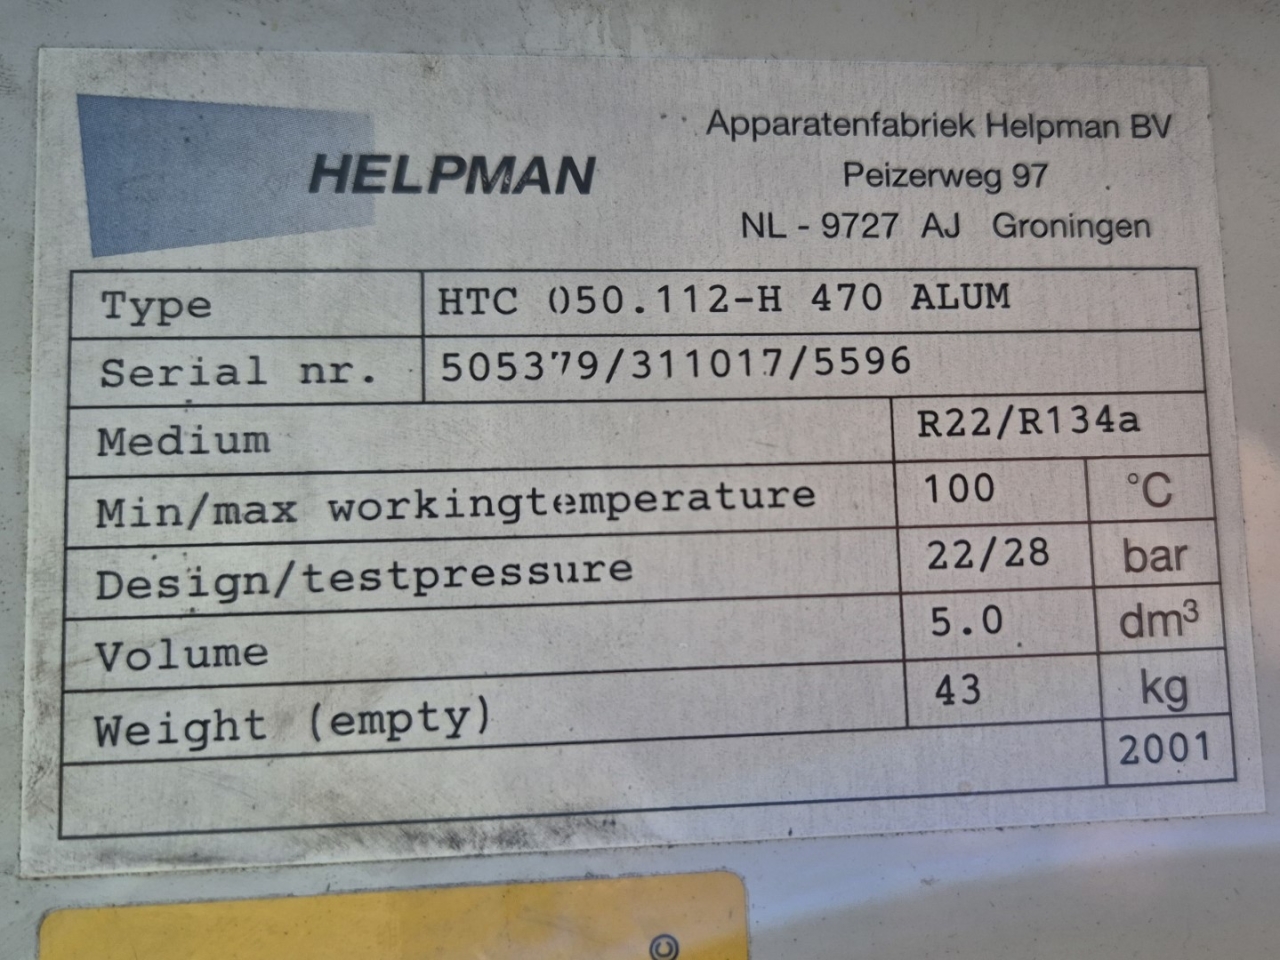 HELPMAN
Apparatenfabriek Helpman BV
Peizerweg 97
NL - 9727 AJ Groningen
Type HTC 050.112-H 470 ALUM
Serial nr. 505379/311017/5596
Medium R22/R134a
Min/max workingtemperature 100 °C
Design/testpressure 22/28 bar
Volume 5.0 dm³
Weight (empty) 43 kg
2001
©